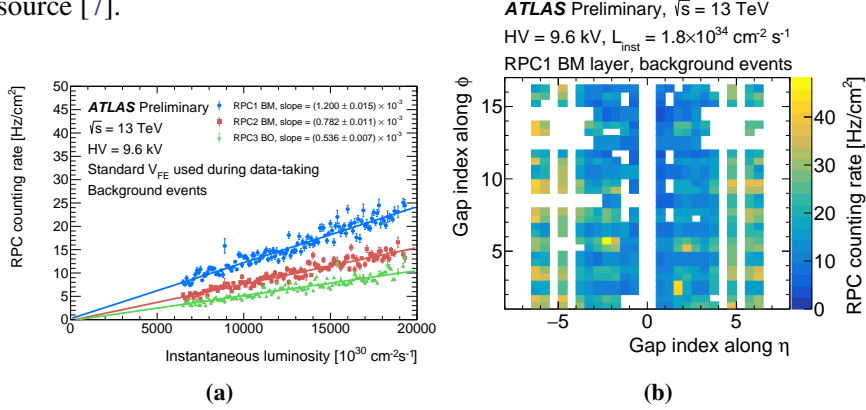 source [7].
ATLAS Preliminary
√s = 13 TeV
HV = 9.6 kV
Standard V_FE used during data-taking
Background events
RPC1 BM, slope = (1.200 ± 0.015) × 10⁻³
RPC2 BM, slope = (0.782 ± 0.011) × 10⁻³
RPC3 BO, slope = (0.536 ± 0.007) × 10⁻³
RPC counting rate [Hz/cm²]
50
45
40
35
30
25
20
15
10
5
0
0 5000 10000 15000 20000
Instantaneous luminosity [10³⁰ cm⁻²s⁻¹]
(a)
ATLAS Preliminary, √s = 13 TeV
HV = 9.6 kV, L_inst = 1.8×10³⁴ cm⁻² s⁻¹
RPC1 BM layer, background events
Gap index along ϕ
15
10
5
−5 0 5
Gap index along η
40
30
20
10
0
RPC counting rate [Hz/cm²]
(b)